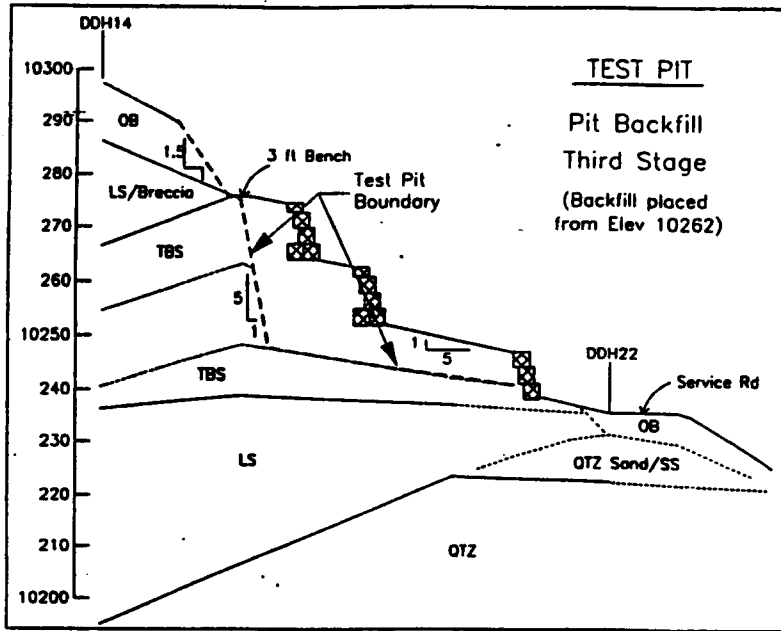 DDH14
10300
290
280
270
260
10250
240
230
220
210
10200
OB
1.5
1
3 ft Bench
LS/Breccia
Test Pit
Boundary
TBS
5
1
1
5
TBS
DDH22
Service Rd
OB
QTZ Sand/SS
LS
QTZ
TEST PIT
Pit Backfill
Third Stage
(Backfill placed
from Elev 10262)